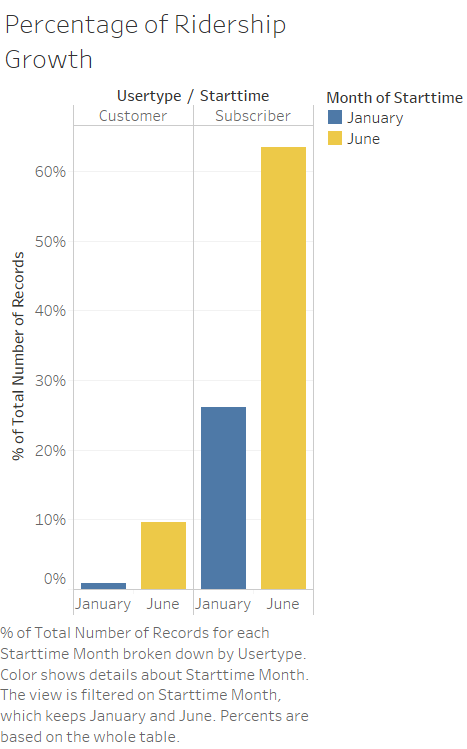 Percentage of Ridership
Growth
Usertype / Starttime
Customer
Subscriber
Month of Starttime
January
June
% of Total Number of Records
60%
50%
40%
30%
20%
10%
0%
January June January June
% of Total Number of Records for each
Starttime Month broken down by Usertype.
Color shows details about Starttime Month.
The view is filtered on Starttime Month,
which keeps January and June. Percents are
based on the whole table.